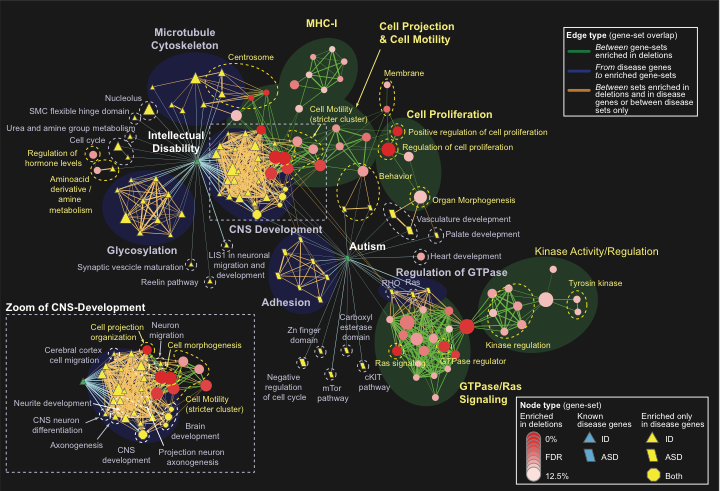 MHC-I
Cell Projection
& Cell Motility
Microtubule
Cytoskeleton
Centrosome
Membrane
Edge type (gene-set overlap)
Between gene-sets
enriched in deletions
From disease genes
to enriched gene-sets
Between sets enriched in
deletions and in disease
genes or between disease
sets only
Nucleolus
SMC flexible hinge domain
Urea and amine group metabolism
Cell cycle
Regulation of
hormone levels
Aminoacid
derivative /
amine
metabolism
Intellectual
Disability
Cell Motility
(stricter cluster)
Cell Proliferation
Positive regulation of cell proliferation
Regulation of cell proliferation
Behavior
Organ Morphogenesis
Vasculature development
Palate development
Heart development
CNS Development
Autism
Glycosylation
Synaptic vescicle maturation
Reelin pathway
LIS1 in neuronal
migration and
development
Adhesion
Regulation of GTPase
RHO
Ras
Kinase Activity/Regulation
Tyrosin kinase
Kinase regulation
Zn finger
domain
Carboxyl
esterase
domain
Ras signaling
GTPase regulator
Negative
regulation
of cell cycle
mTor
pathway
cKIT
pathway
GTPase/Ras
Signaling
Zoom of CNS-Development
Cell projection
organization
Neuron
migration
Cerebral cortex
cell migration
Cell morphogenesis
Cell Motility
(stricter cluster)
Neurite development
CNS neuron
differentiation
Axonogenesis
CNS
development
Brain
development
Projection neuron
axonogenesis
Node type (gene-set)
Enriched
in deletions
Known
disease genes
Enriched only
in disease genes
0%
FDR
12.5%
ID
ASD
ID
ASD
Both